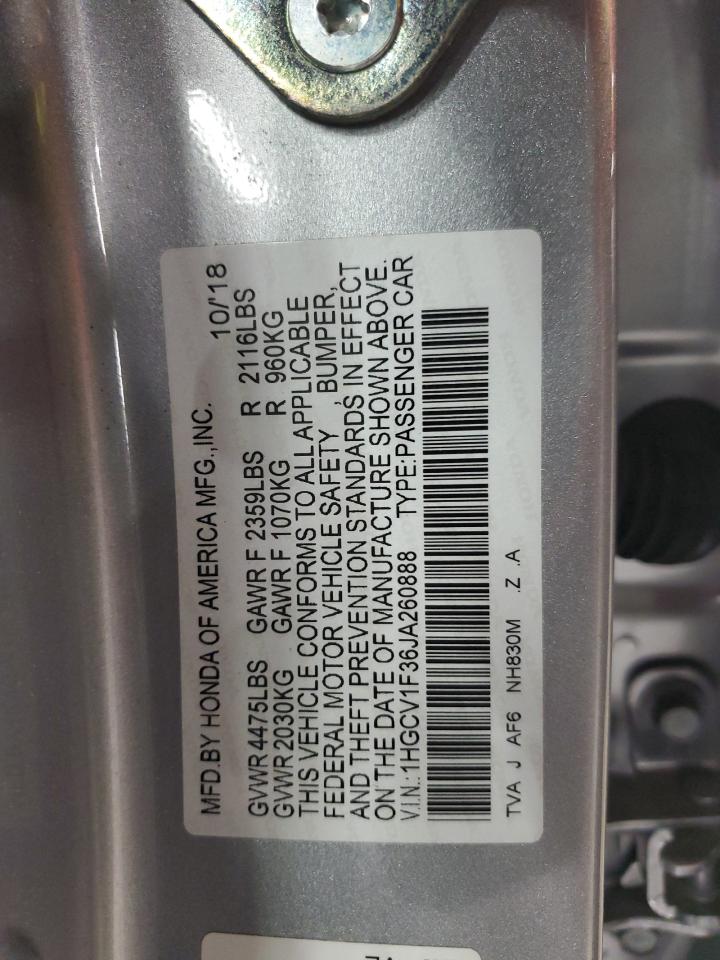 MFD.BY HONDA OF AMERICA MFG.,INC. 10/'18
GVWR 4475LBS GAWR F 2359LBS R 2116LBS
GVWR 2030KG GAWR F 1070KG R 960KG
THIS VEHICLE CONFORMS TO ALL APPLICABLE
FEDERAL MOTOR VEHICLE SAFETY , BUMPER,
AND THEFT PREVENTION STANDARDS IN EFFECT
ON THE DATE OF MANUFACTURE SHOWN ABOVE.
V.I.N.:1HGCV1F36JA260888 TYPE:PASSENGER CAR
TVA J AF6 NH830M .Z .A